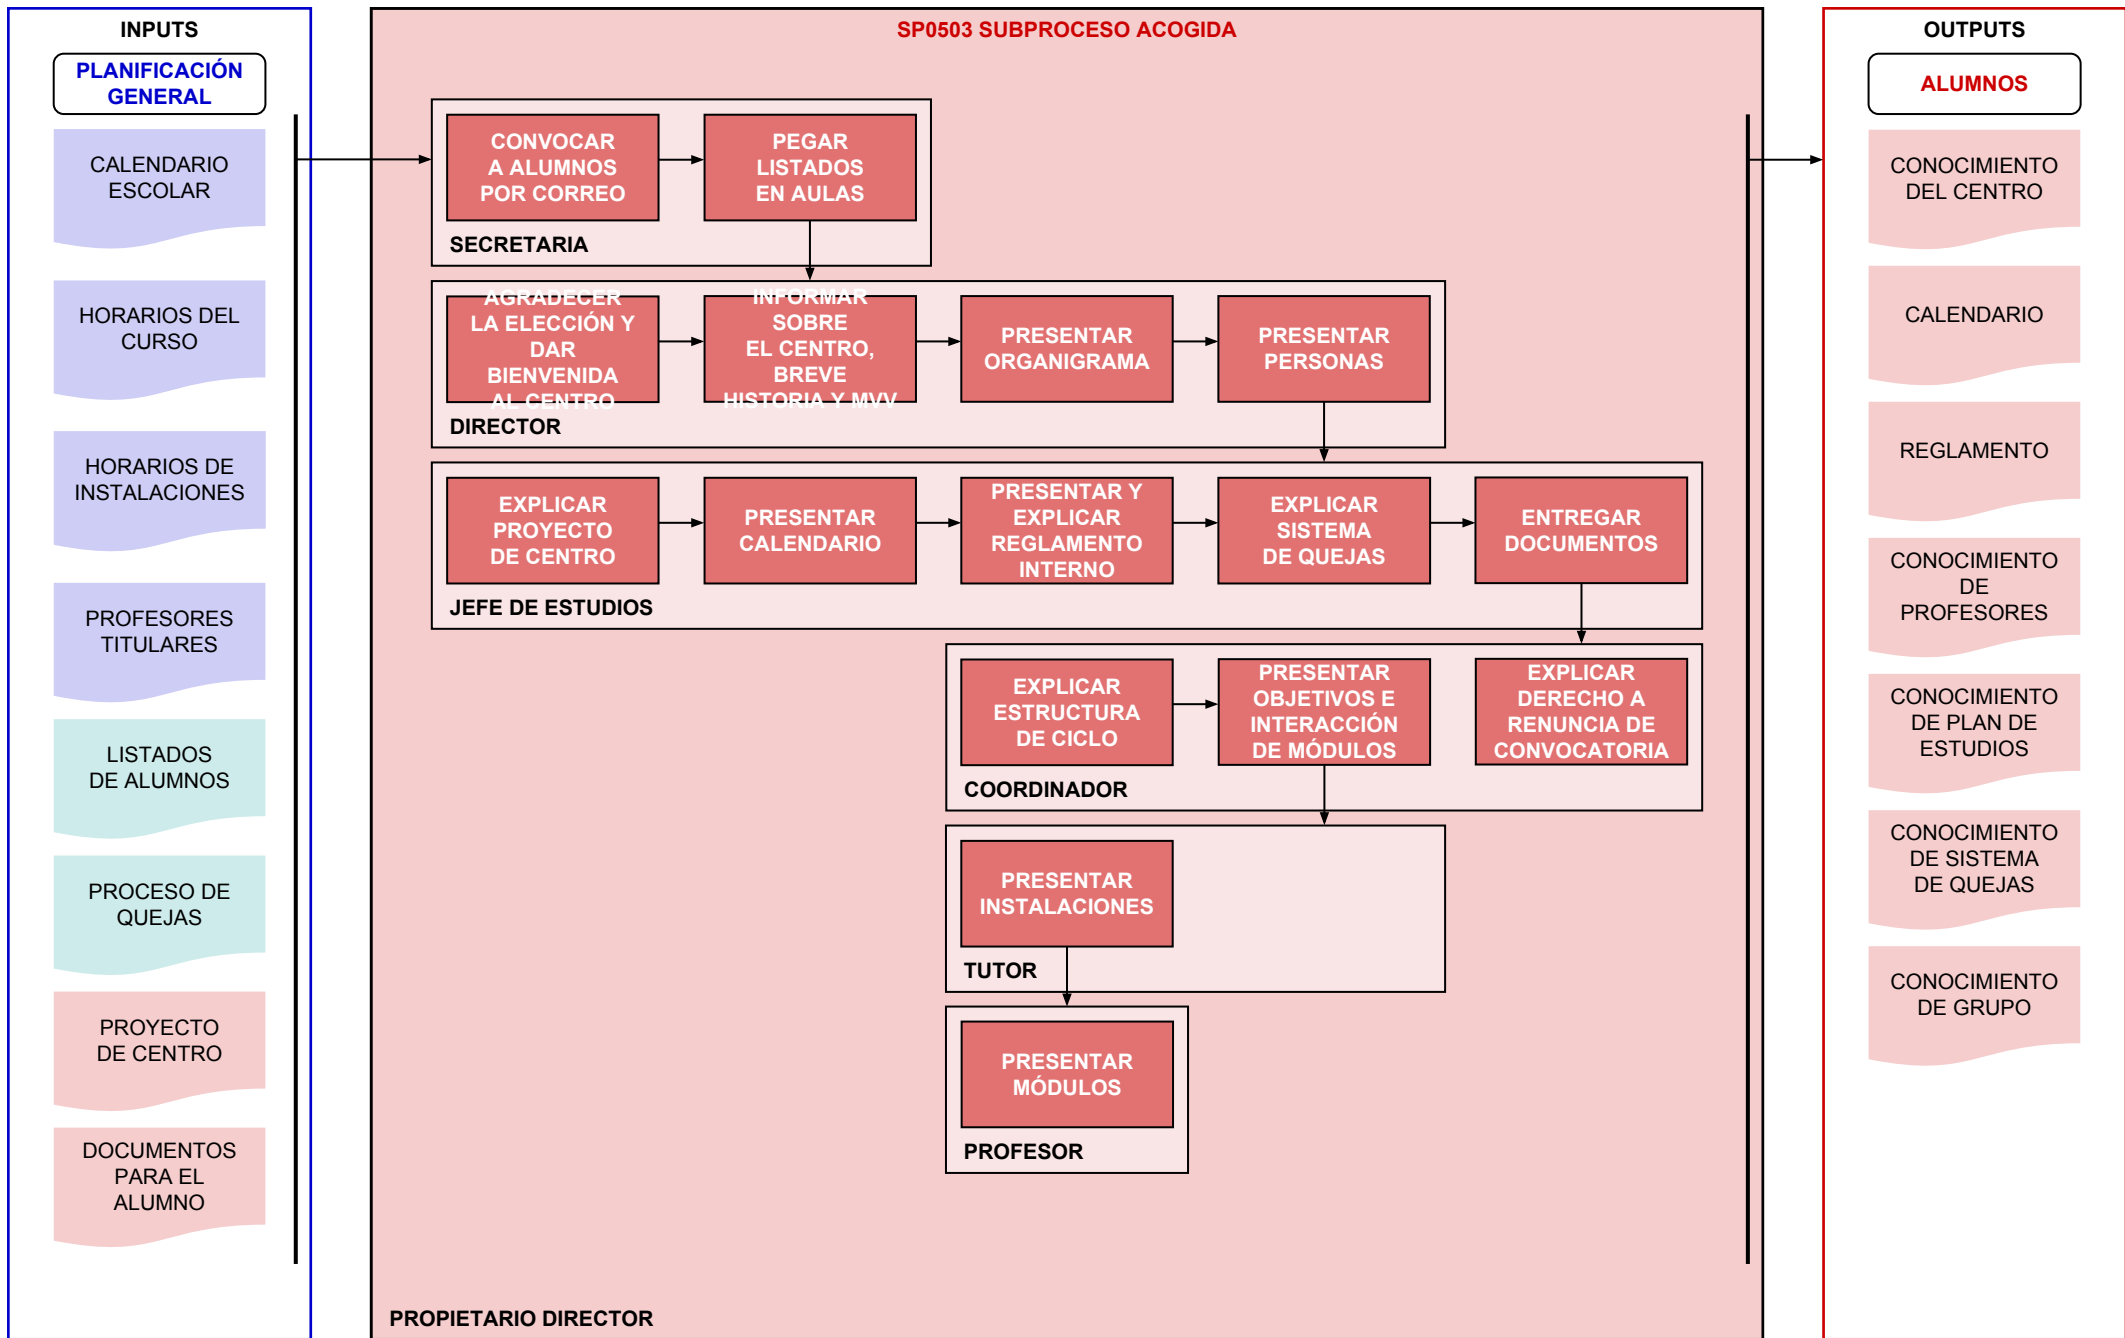 INPUTS
PLANIFICACIÓN
GENERAL
CALENDARIO
ESCOLAR
HORARIOS DEL
CURSO
HORARIOS DE
INSTALACIONES
PROFESORES
TITULARES
LISTADOS
DE ALUMNOS
PROCESO DE
QUEJAS
PROYECTO
DE CENTRO
DOCUMENTOS
PARA EL
ALUMNO
SP0503 SUBPROCESO ACOGIDA
CONVOCAR
A ALUMNOS
POR CORREO
PEGAR
LISTADOS
EN AULAS
SECRETARIA
AGRADECER
LA ELECCIÓN Y
DAR
BIENVENIDA
AL CENTRO
INFORMAR
SOBRE
EL CENTRO,
BREVE
HISTORIA Y MVV
PRESENTAR
ORGANIGRAMA
PRESENTAR
PERSONAS
DIRECTOR
EXPLICAR
PROYECTO
DE CENTRO
PRESENTAR
CALENDARIO
PRESENTAR Y
EXPLICAR
REGLAMENTO
INTERNO
EXPLICAR
SISTEMA
DE QUEJAS
ENTREGAR
DOCUMENTOS
JEFE DE ESTUDIOS
EXPLICAR
ESTRUCTURA
DE CICLO
PRESENTAR
OBJETIVOS E
INTERACCIÓN
DE MÓDULOS
EXPLICAR
DERECHO A
RENUNCIA DE
CONVOCATORIA
COORDINADOR
PRESENTAR
INSTALACIONES
TUTOR
PRESENTAR
MÓDULOS
PROFESOR
PROPIETARIO DIRECTOR
OUTPUTS
ALUMNOS
CONOCIMIENTO
DEL CENTRO
CALENDARIO
REGLAMENTO
CONOCIMIENTO
DE
PROFESORES
CONOCIMIENTO
DE PLAN DE
ESTUDIOS
CONOCIMIENTO
DE SISTEMA
DE QUEJAS
CONOCIMIENTO
DE GRUPO